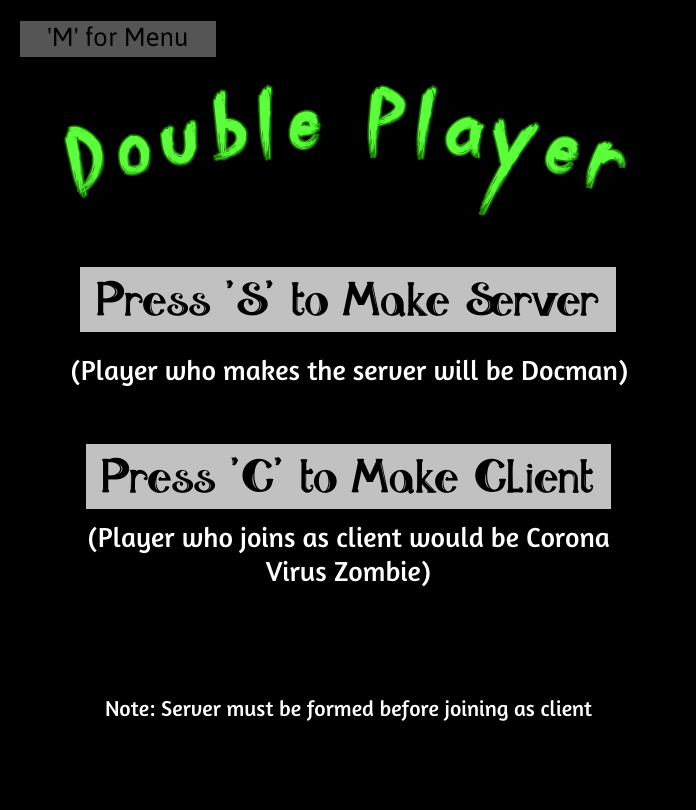 'M' for Menu
Double Player
Press 'S' to Make Server
(Player who makes the server will be Docman)
Press 'C' to Make CLient
(Player who joins as client would be Corona
Virus Zombie)
Note: Server must be formed before joining as client